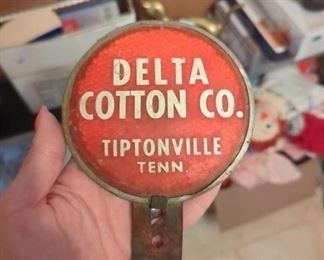 DELTA
COTTON CO.
TIPTONVILLE
TENN.